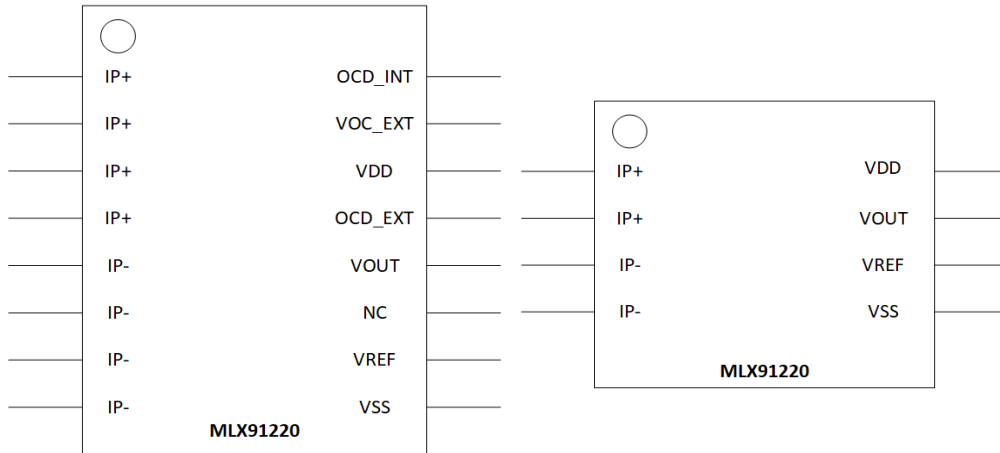 IP+ OCD_INT
IP+ VOC_EXT
IP+ VDD
IP+ OCD_EXT
IP- VOUT
IP- NC
IP- VREF
IP- VSS
MLX91220
IP+ VDD
IP+ VOUT
IP- VREF
IP- VSS
MLX91220